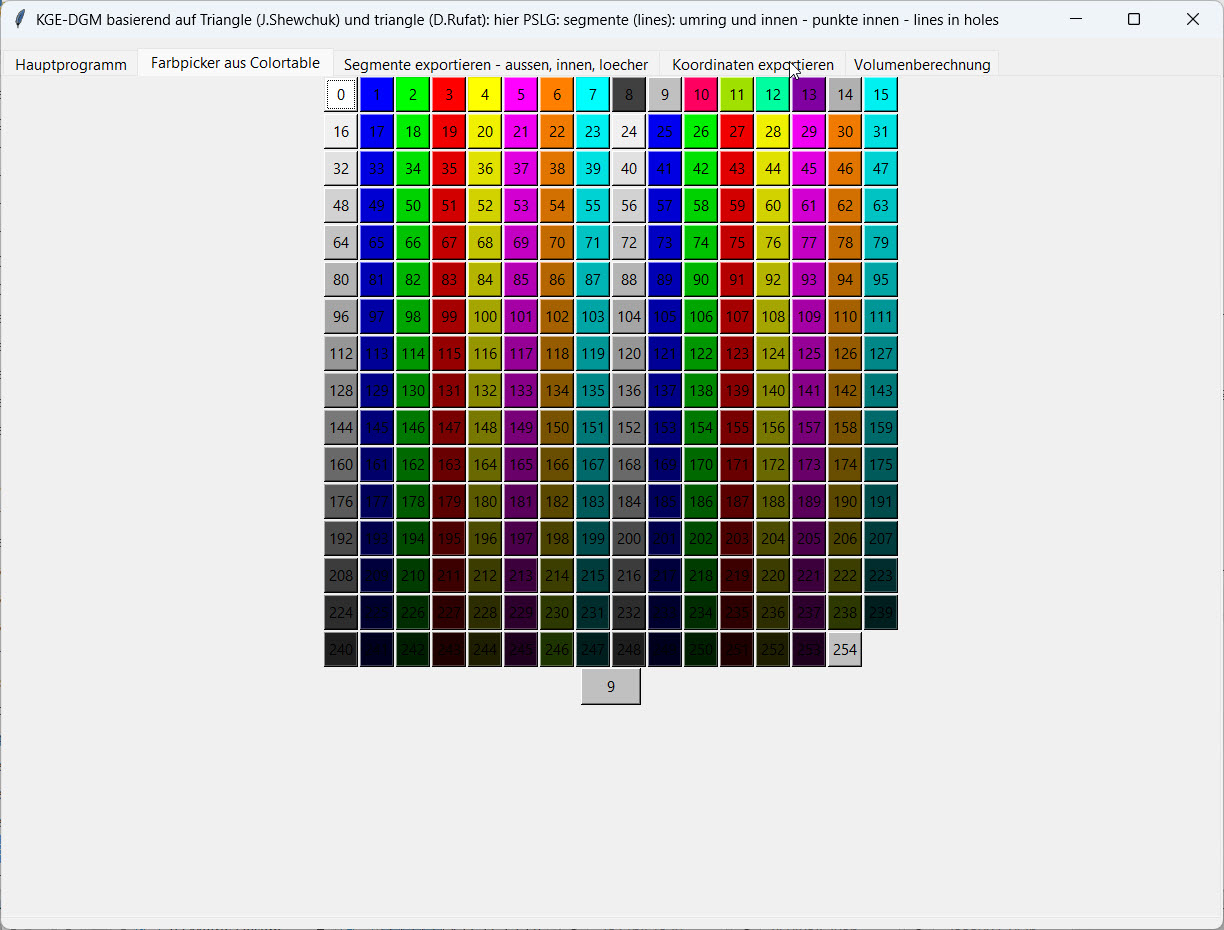 KGE-DGM basierend auf Triangle (J.Shewchuk) und triangle (D.Rufat): hier PSLG: segmente (lines): umring und innen - punkte innen - lines in holes
Hauptprogramm Farbpicker aus Colortable Segmente exportieren - aussen, innen, loecher Koordinaten exportieren Volumenberechnung
0 1 2 3 4 5 6 7 8 9 10 11 12 13 14 15
16 17 18 19 20 21 22 23 24 25 26 27 28 29 30 31
32 33 34 35 36 37 38 39 40 41 42 43 44 45 46 47
48 49 50 51 52 53 54 55 56 57 58 59 60 61 62 63
64 65 66 67 68 69 70 71 72 73 74 75 76 77 78 79
80 81 82 83 84 85 86 87 88 89 90 91 92 93 94 95
96 97 98 99 100 101 102 103 104 105 106 107 108 109 110 111
112 113 114 115 116 117 118 119 120 121 122 123 124 125 126 127
128 129 130 131 132 133 134 135 136 137 138 139 140 141 142 143
144 145 146 147 148 149 150 151 152 153 154 155 156 157 158 159
160 161 162 163 164 165 166 167 168 169 170 171 172 173 174 175
176 177 178 179 180 181 182 183 184 185 186 187 188 189 190 191
192 193 194 195 196 197 198 199 200 201 202 203 204 205 206 207
208 209 210 211 212 213 214 215 216 218 219 220 221 222 223
224 226 227 228 229 230 231 232 234 235 236 237 238 239
240 242 243 244 245 246 247 248 250 251 252 253 254
9